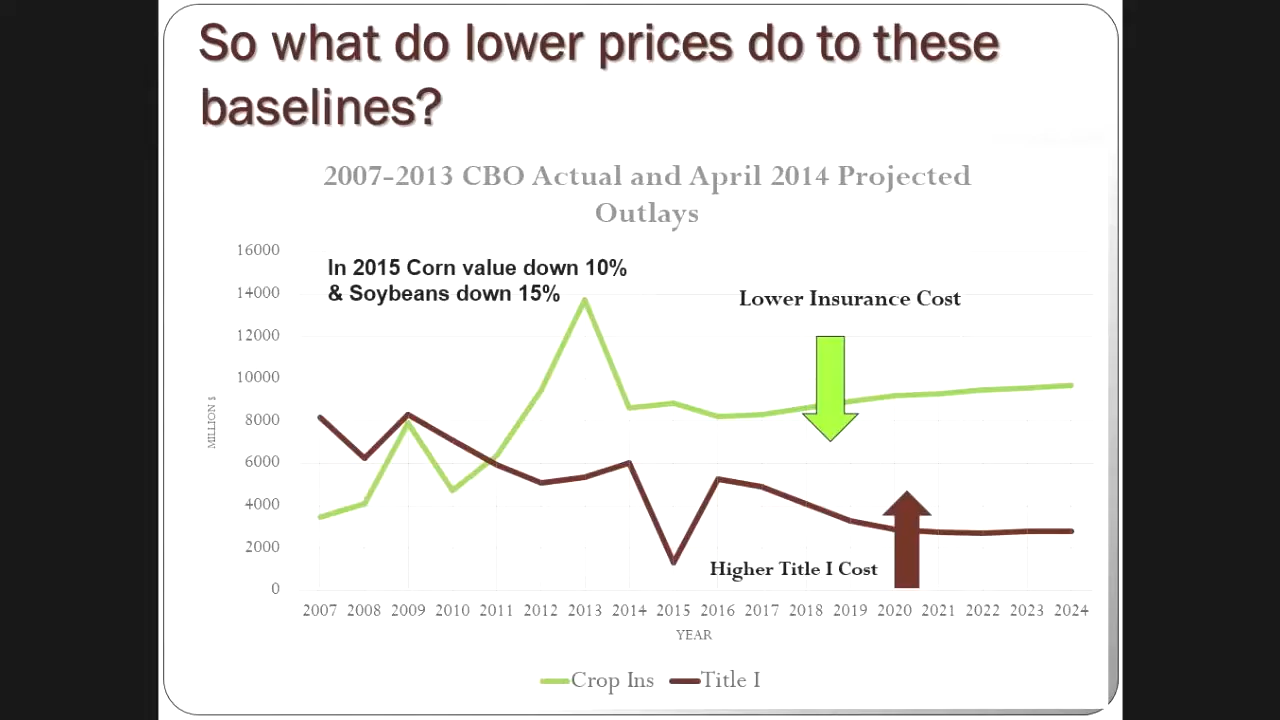 So what do lower prices do to these
baselines?
2007-2013 CBO Actual and April 2014 Projected
Outlays
In 2015 Corn value down 10%
& Soybeans down 15%
Lower Insurance Cost
Higher Title I Cost
MILLION $
16000
14000
12000
10000
8000
6000
4000
2000
0
2007 2008 2009 2010 2011 2012 2013 2014 2015 2016 2017 2018 2019 2020 2021 2022 2023 2024
YEAR
Crop Ins Title I